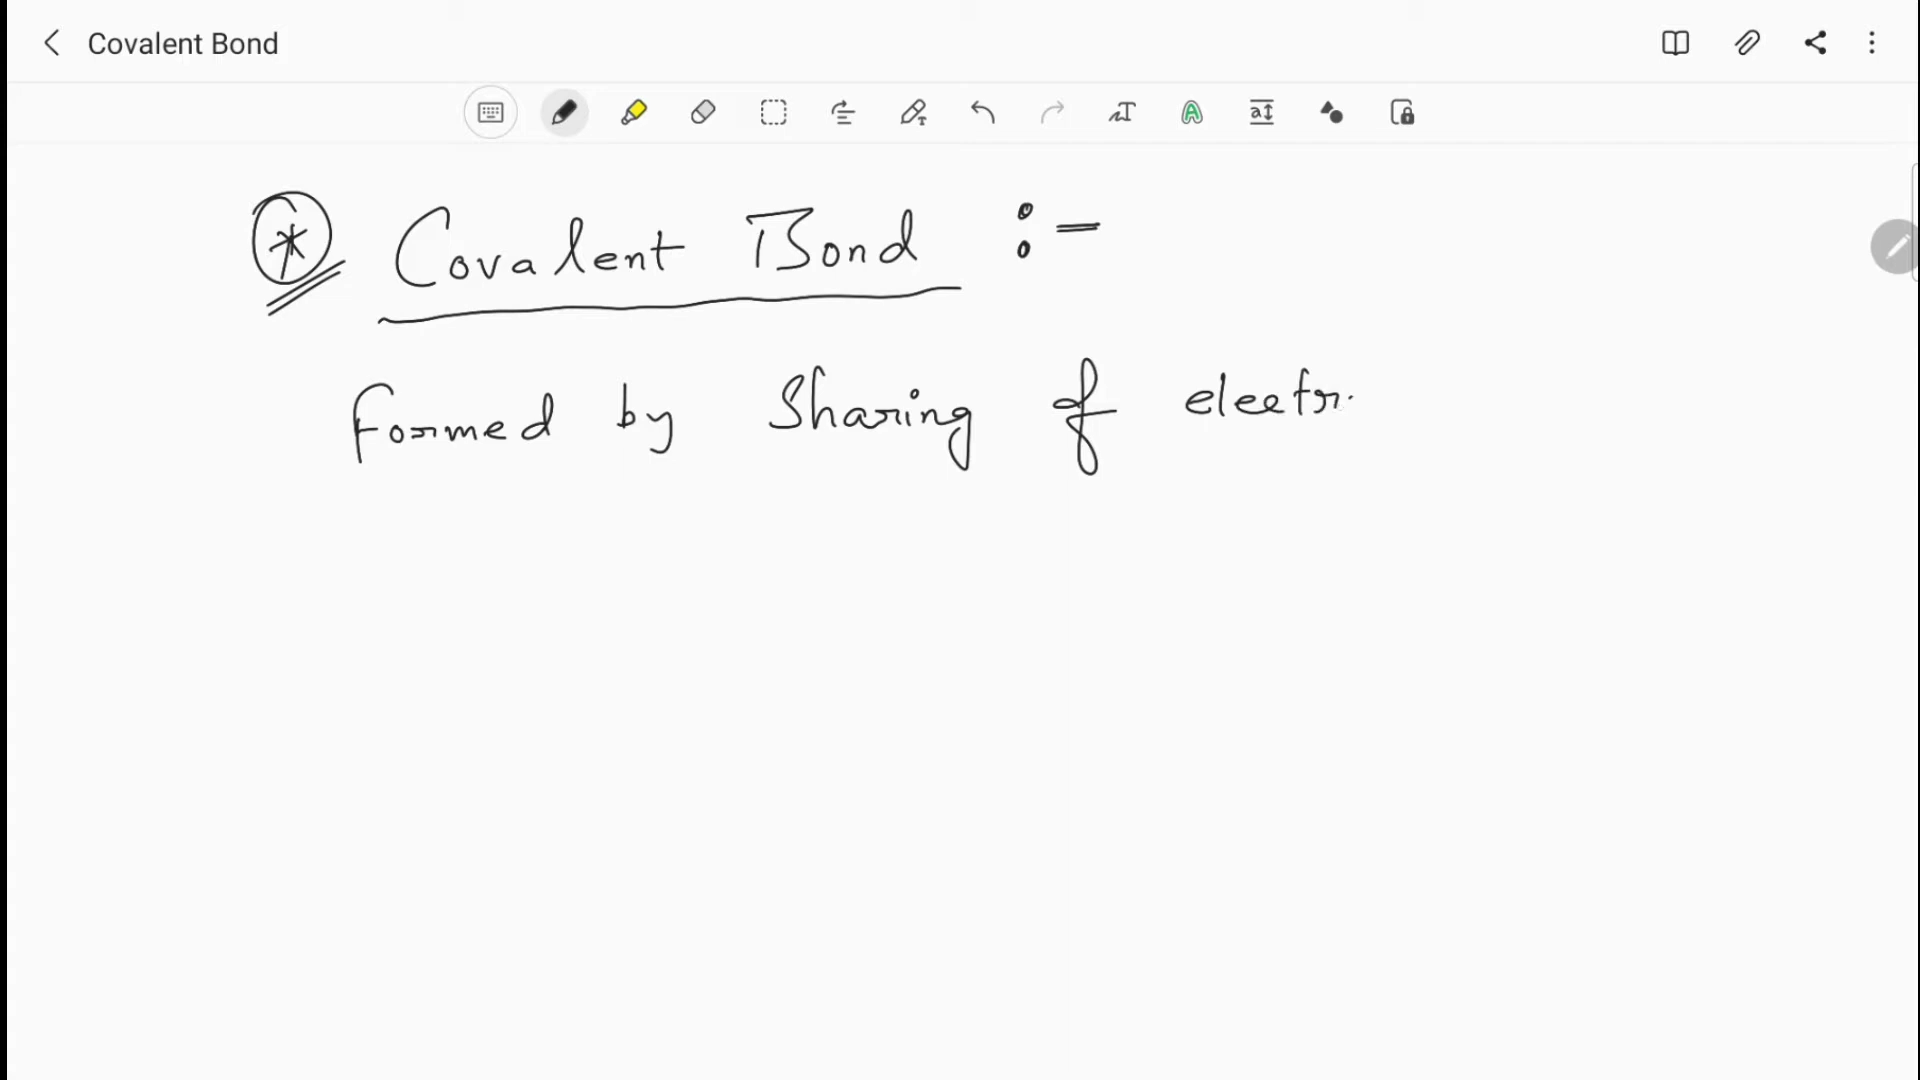 Covalent Bond
* Covalent Bond :-
Formed by Sharing of electr